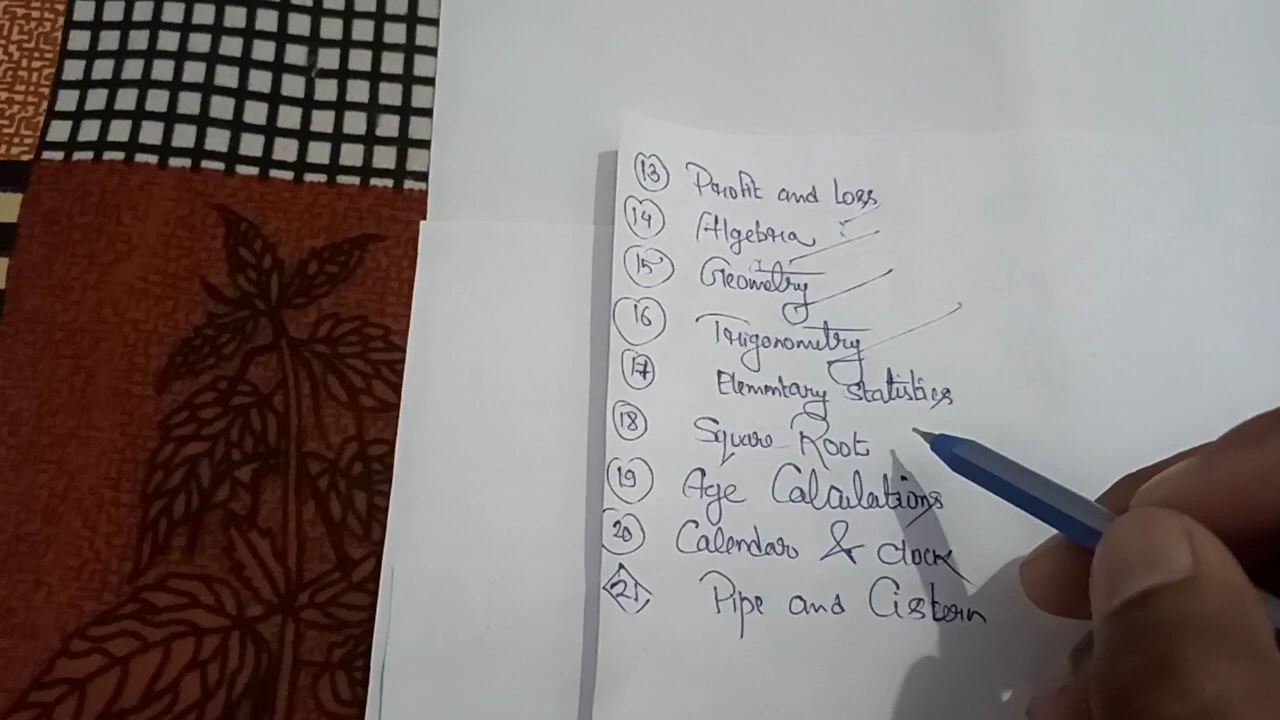 13 Profit and Loss
14 Algebra
15 Geometry
16 Trigonometry
17 Elementary Statistics
18 Square Root
19 Age Calculations
20 Calendar & clock
21 Pipe and Cistern